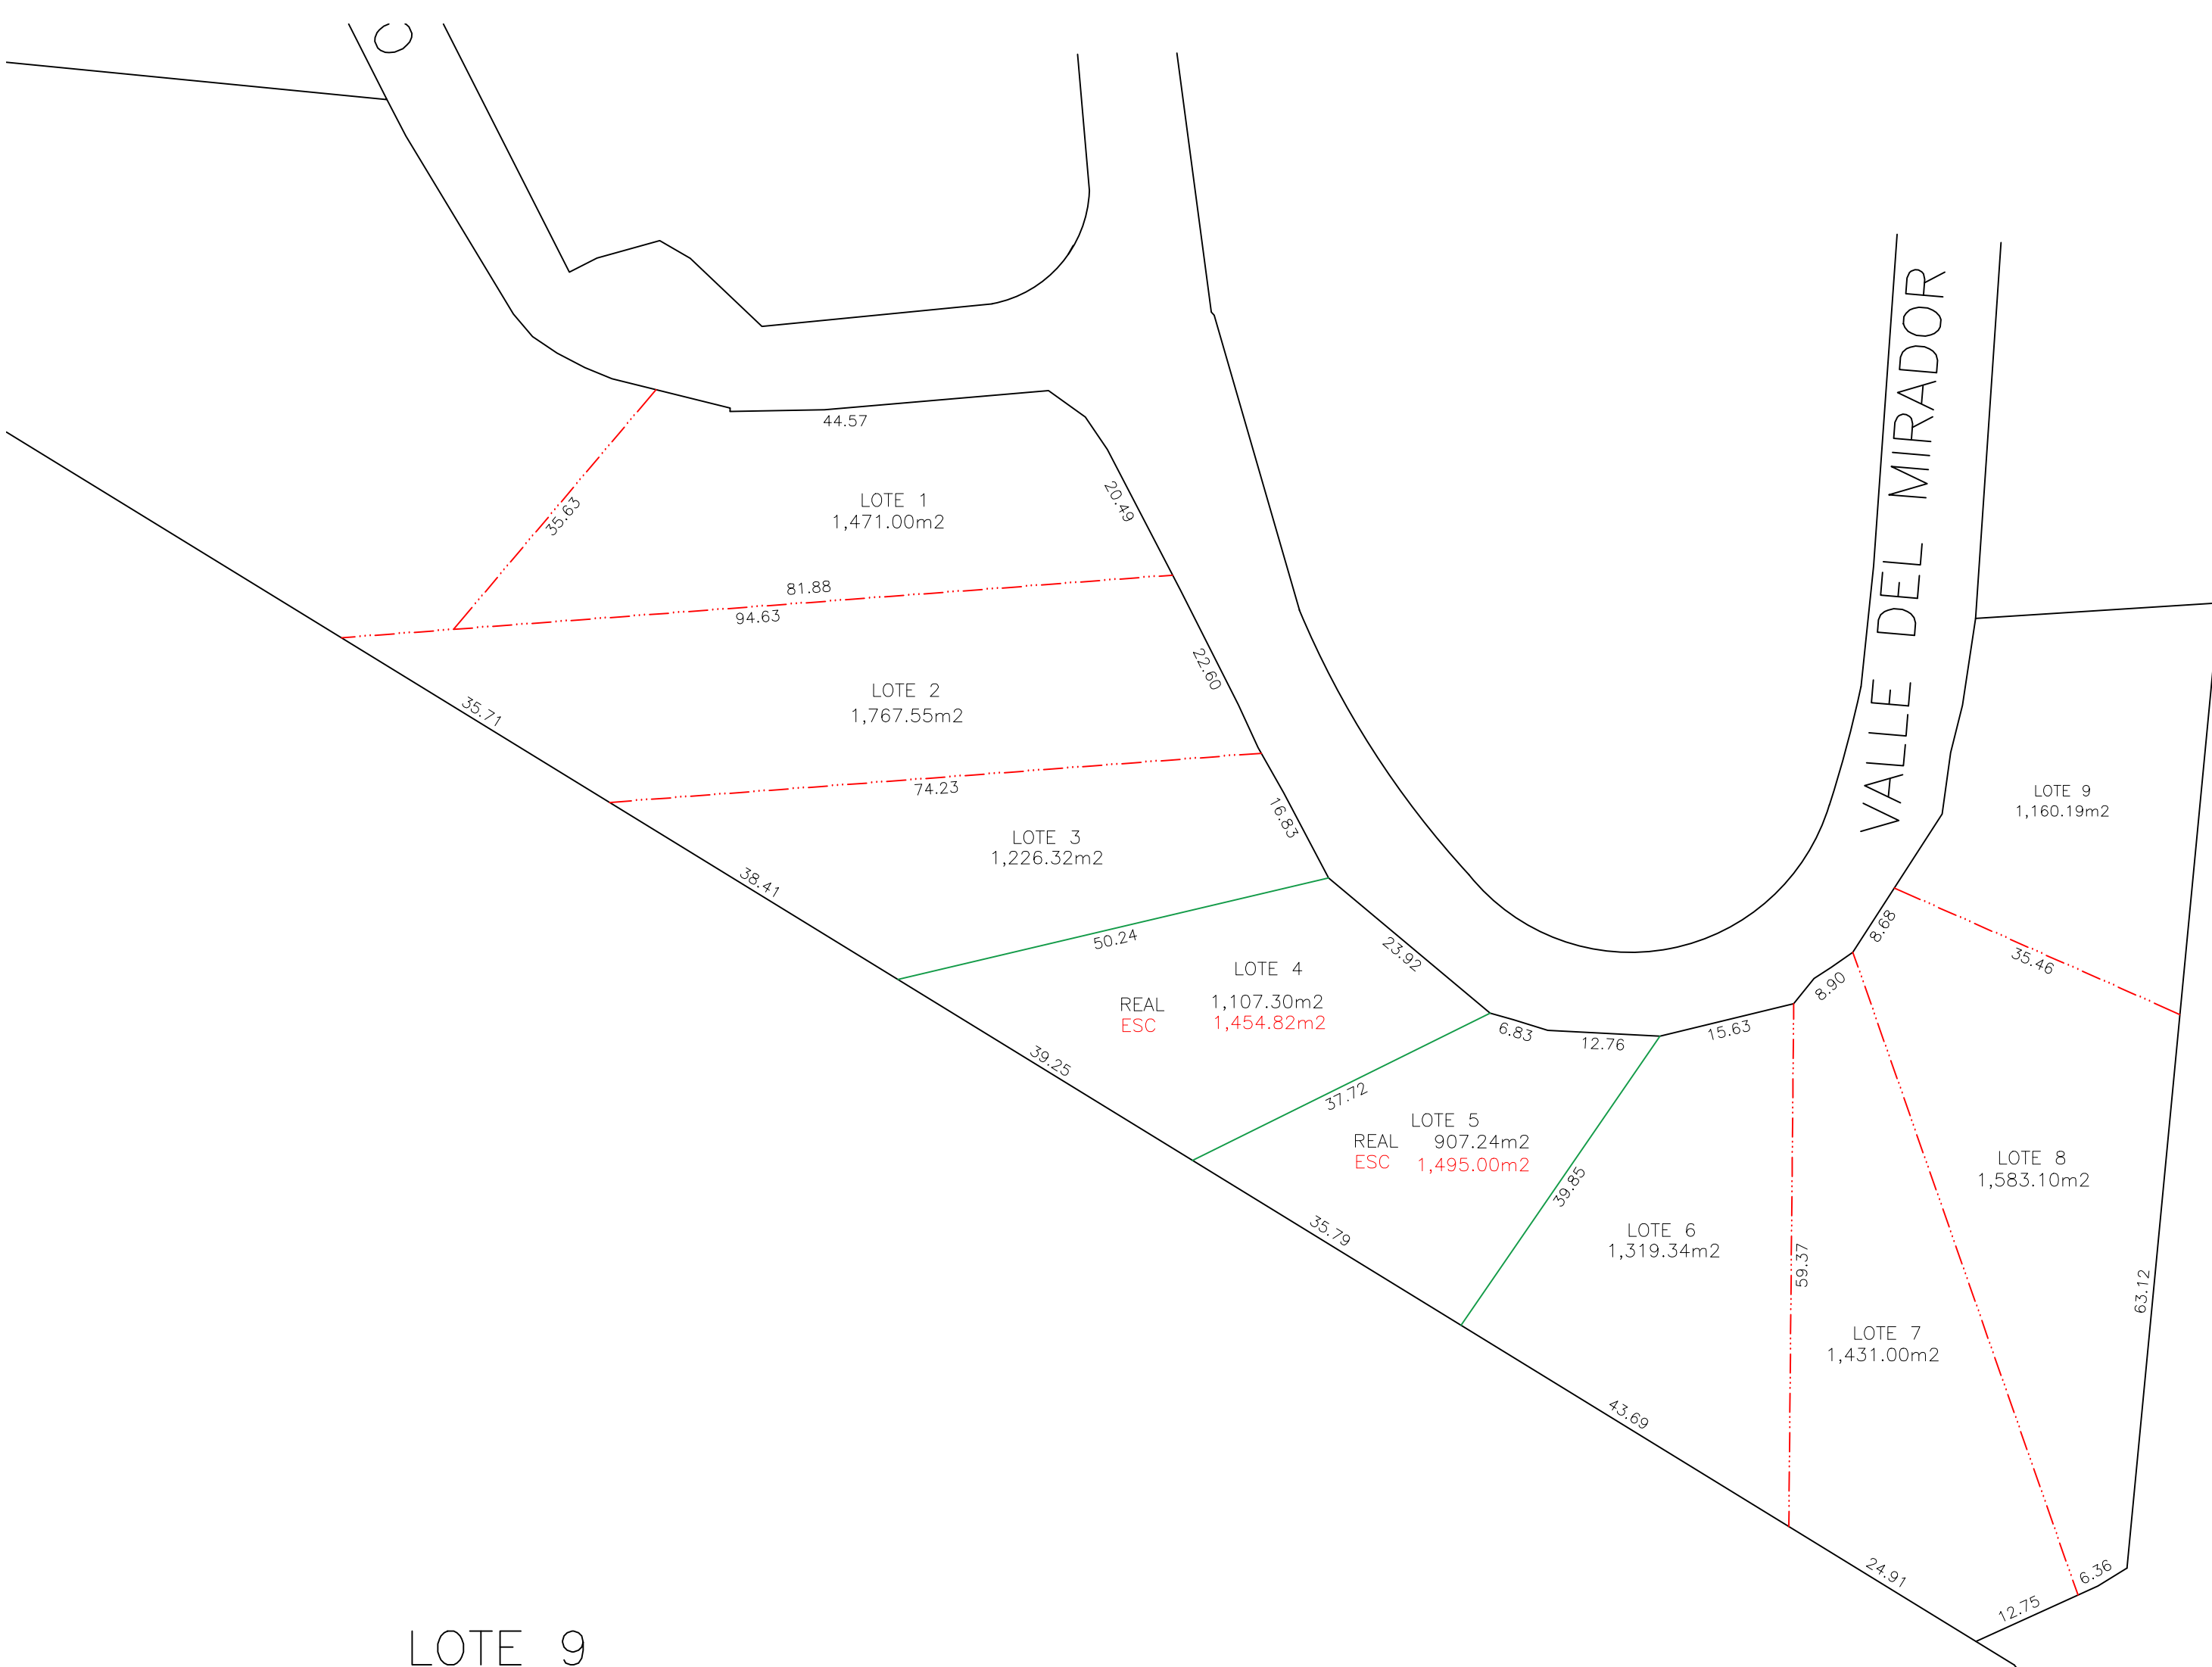 C
VALLE DEL MIRADOR
44.57
35.63
20.49
LOTE 1
1,471.00m2
81.88
94.63
22.60
35.71
LOTE 2
1,767.55m2
74.23
16.83
LOTE 3
1,226.32m2
38.41
50.24
23.92
LOTE 4
REAL 1,107.30m2
ESC 1,454.82m2
39.25
37.72
6.83
12.76
15.63
8.90
8.68
35.46
LOTE 9
1,160.19m2
LOTE 5
REAL 907.24m2
ESC 1,495.00m2
39.85
35.79
LOTE 6
1,319.34m2
59.37
LOTE 8
1,583.10m2
63.12
LOTE 7
1,431.00m2
43.69
24.91
12.75
6.36
LOTE 9